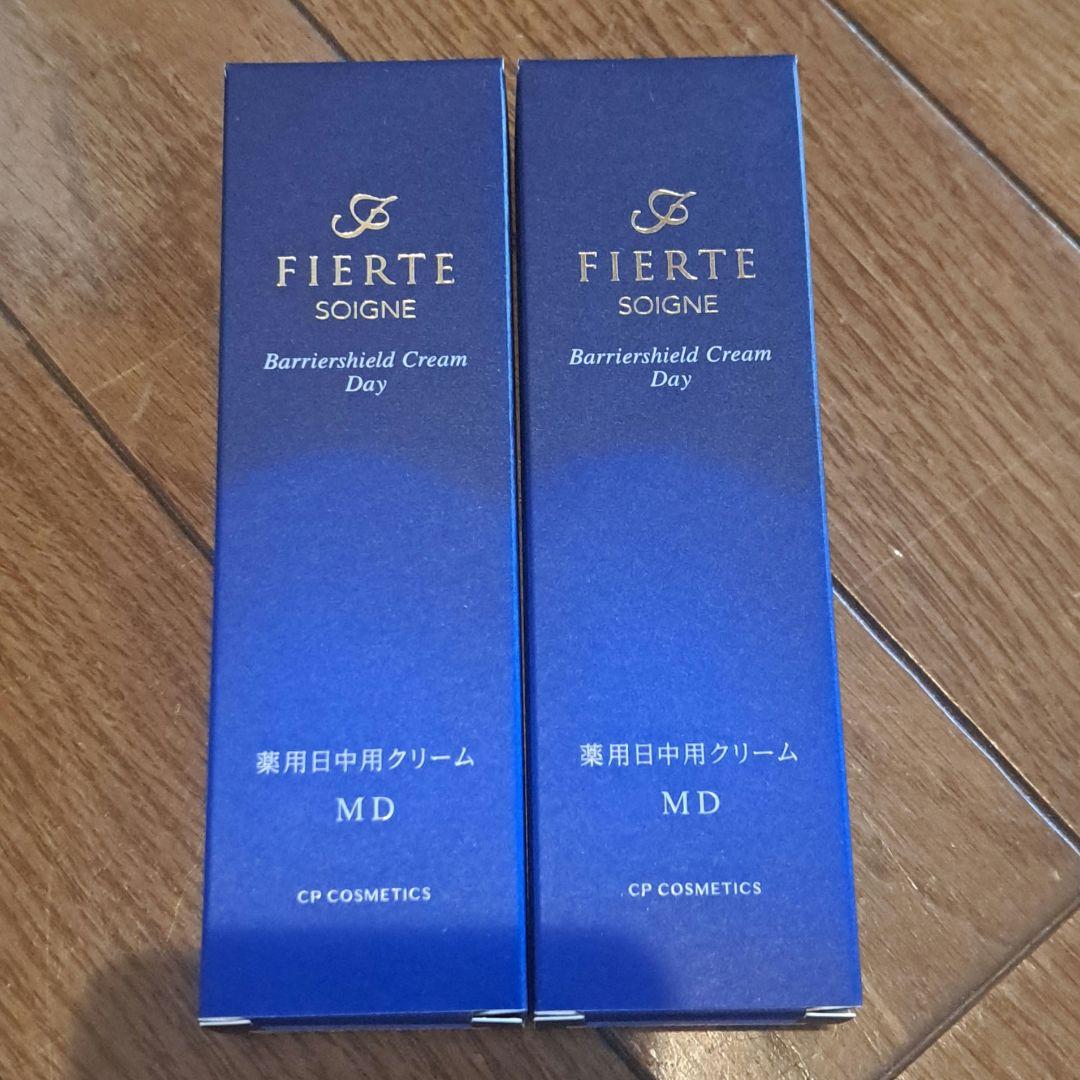 FIERTE
SOIGNE
Barriershield Cream
Day
薬用日中用クリーム
MD
CP COSMETICS
FIERTE
SOIGNE
Barriershield Cream
Day
薬用日中用クリーム
MD
CP COSMETICS